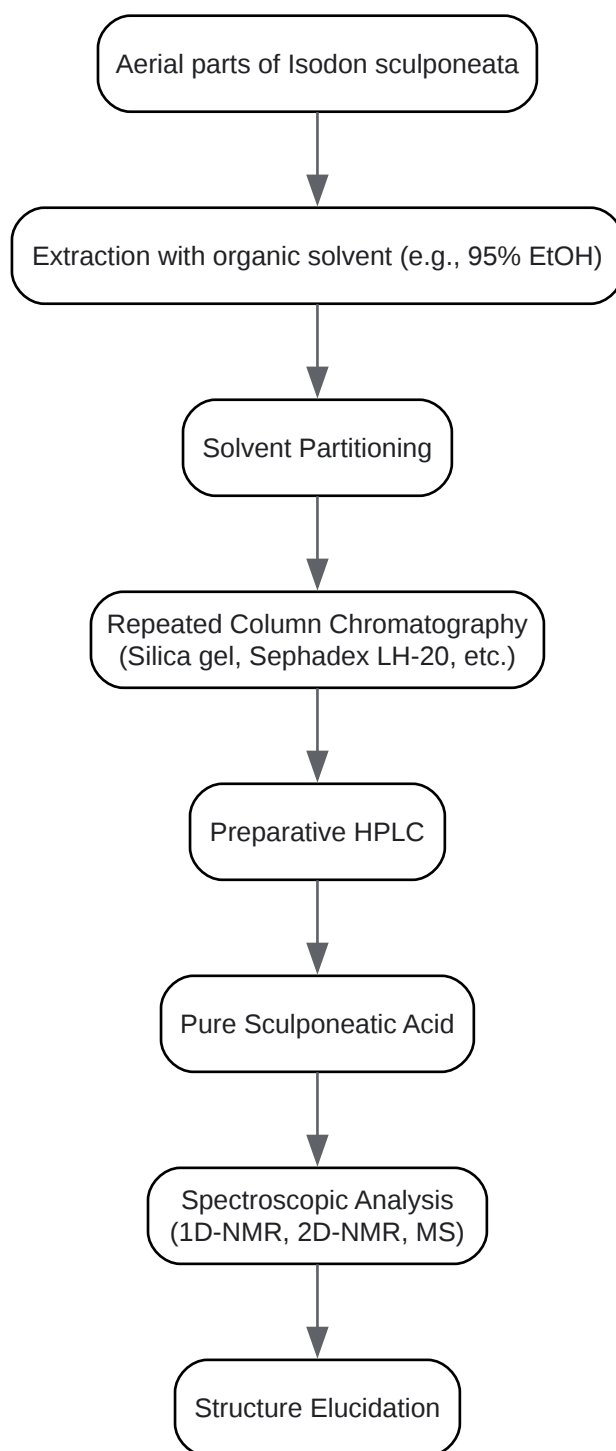 Aerial parts of Isodon sculponeata
Extraction with organic solvent (e.g., 95% EtOH)
Solvent Partitioning
Repeated Column Chromatography
(Silica gel, Sephadex LH-20, etc.)
Preparative HPLC
Pure Sculponeatic Acid
Spectroscopic Analysis
(1D-NMR, 2D-NMR, MS)
Structure Elucidation